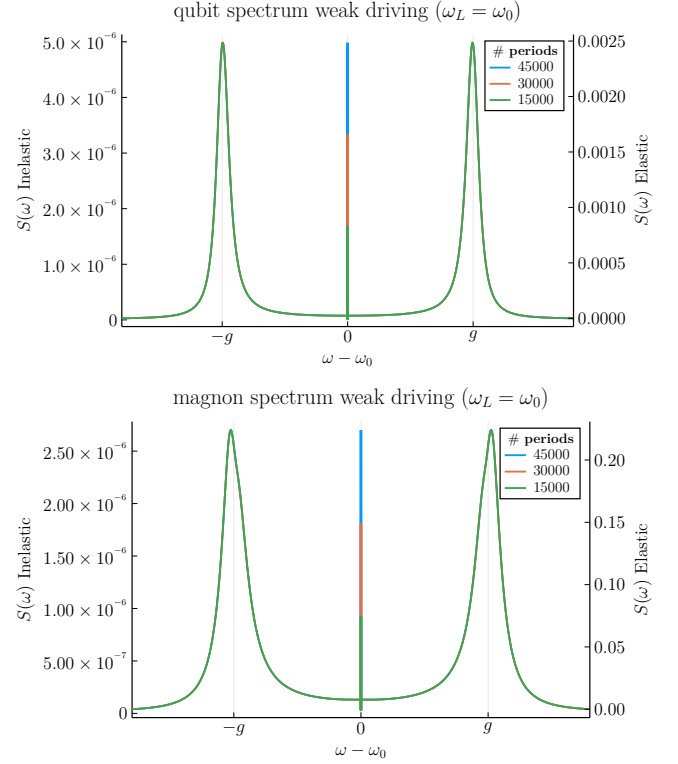 qubit spectrum weak driving (ω_L = ω_0)
5.0 × 10⁻⁶
4.0 × 10⁻⁶
3.0 × 10⁻⁶
2.0 × 10⁻⁶
1.0 × 10⁻⁶
0
S(ω) Inelastic
# periods
45000
30000
15000
0.0025
0.0020
0.0015
0.0010
0.0005
0.0000
S(ω) Elastic
−g 0 g
ω − ω_0
magnon spectrum weak driving (ω_L = ω_0)
2.50 × 10⁻⁶
2.00 × 10⁻⁶
1.50 × 10⁻⁶
1.00 × 10⁻⁶
5.00 × 10⁻⁷
0
S(ω) Inelastic
# periods
45000
30000
15000
0.20
0.15
0.10
0.05
0.00
S(ω) Elastic
−g 0 g
ω − ω_0